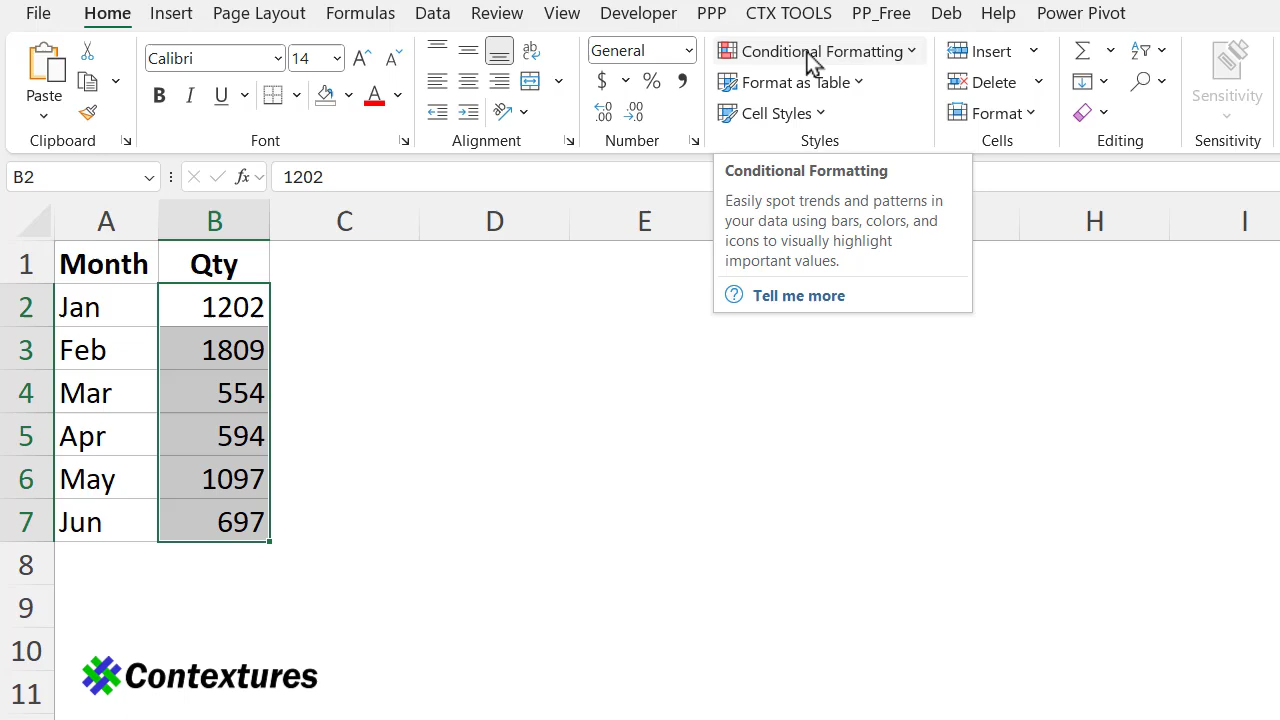 File Home Insert Page Layout Formulas Data Review View Developer PPP CTX TOOLS PP_Free Deb Help Power Pivot
Paste
Clipboard
Calibri 14
B I U A
Font
ab
Alignment
General
$ % ,
Number
Conditional Formatting
Format as Table
Cell Styles
Styles
Insert
Delete
Format
Cells
Editing
Sensitivity
Sensitivity
B2 fx 1202
Conditional Formatting
Easily spot trends and patterns in
your data using bars, colors, and
icons to visually highlight
important values.
Tell me more
A B C D E H I
1 Month Qty
2 Jan 1202
3 Feb 1809
4 Mar 554
5 Apr 594
6 May 1097
7 Jun 697
8
9
10
11
Contextures